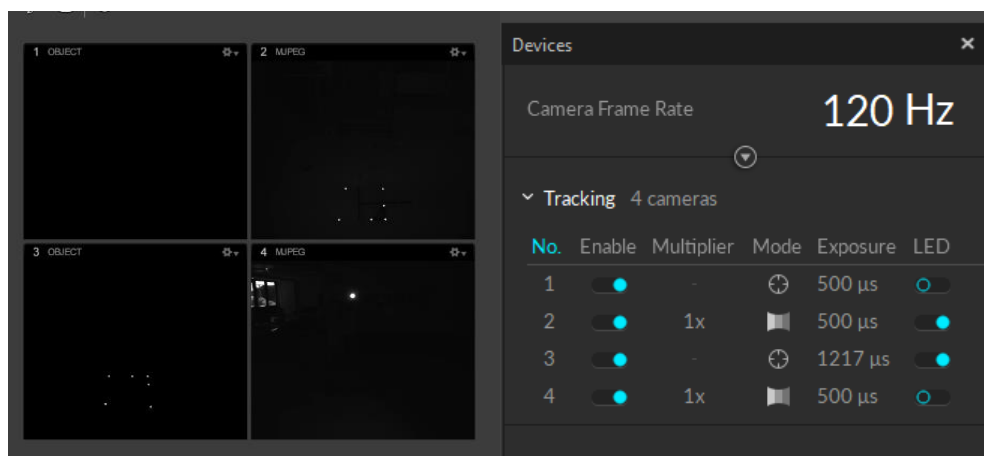 1 OBJECT
2 MJPEG
3 OBJECT
4 MJPEG
Devices
Camera Frame Rate 120 Hz
Tracking 4 cameras
No. Enable Multiplier Mode Exposure LED
1 - 500 µs
2 1x 500 µs
3 - 1217 µs
4 1x 500 µs